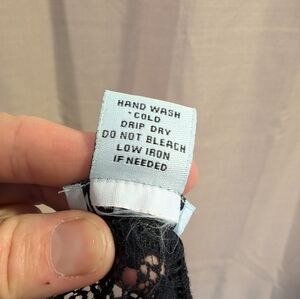 HAND WASH
COLD
DRIP DRY
DO NOT BLEACH
LOW IRON
IF NEEDED